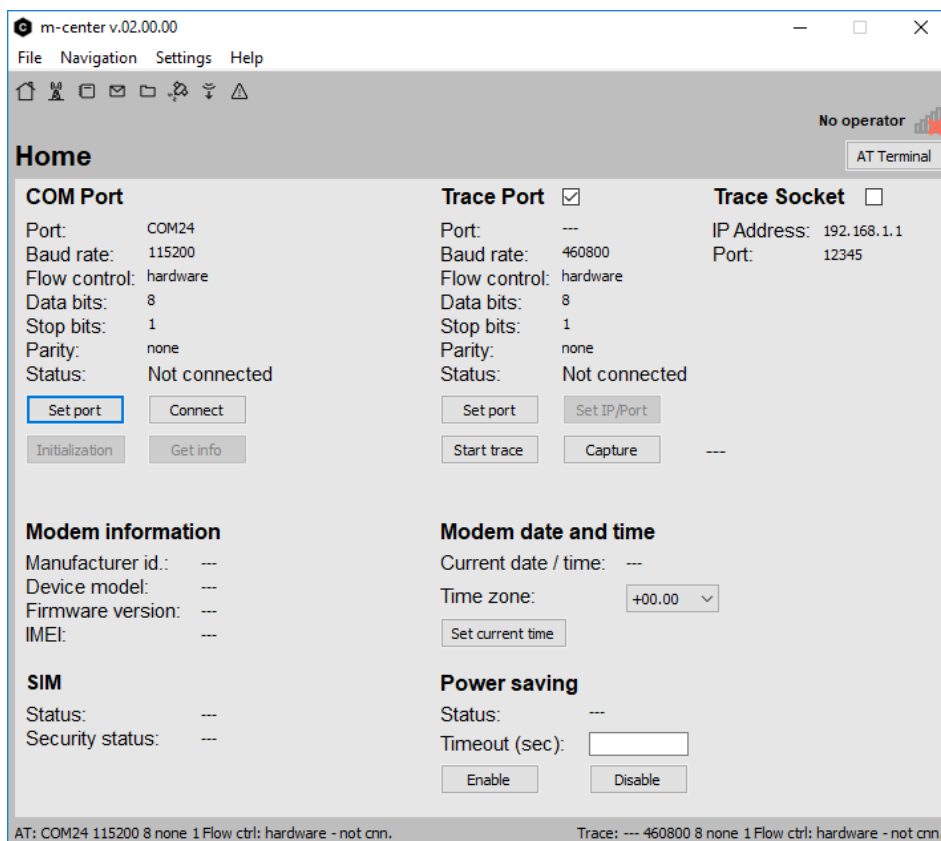 m-center v.02.00.00
File Navigation Settings Help
No operator
Home
AT Terminal
COM Port
Port: COM24
Baud rate: 115200
Flow control: hardware
Data bits: 8
Stop bits: 1
Parity: none
Status: Not connected
Set port Connect
Initialization Get info
Trace Port
Port: ---
Baud rate: 460800
Flow control: hardware
Data bits: 8
Stop bits: 1
Parity: none
Status: Not connected
Set port Set IP/Port
Start trace Capture ---
Trace Socket
IP Address: 192.168.1.1
Port: 12345
Modem information
Manufacturer id.: ---
Device model: ---
Firmware version: ---
IMEI: ---
Modem date and time
Current date / time: ---
Time zone: +00.00
Set current time
SIM
Status: ---
Security status: ---
Power saving
Status: ---
Timeout (sec):
Enable Disable
AT: COM24 115200 8 none 1 Flow ctrl: hardware - not cnn.
Trace: --- 460800 8 none 1 Flow ctrl: hardware - not cnn.